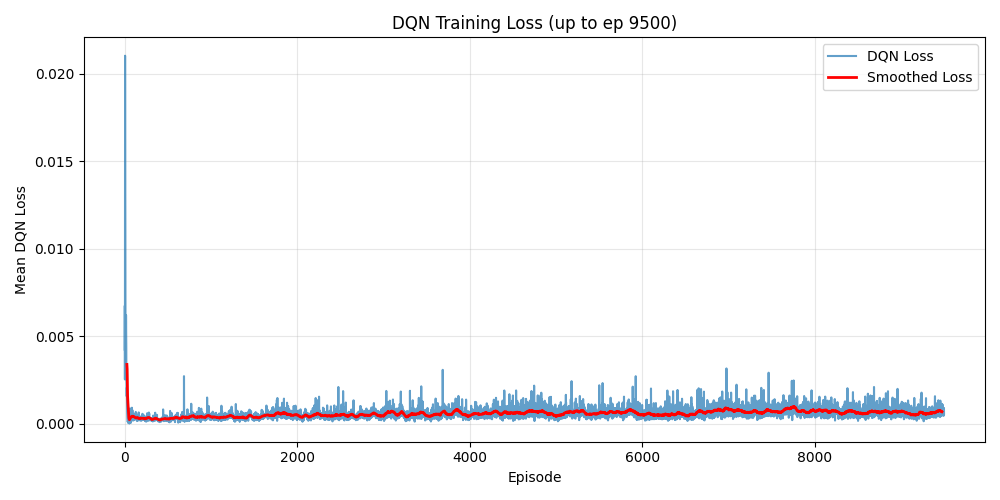 DQN Training Loss (up to ep 9500)
DQN Loss
Smoothed Loss
0.020
0.015
0.010
0.005
0.000
Mean DQN Loss
0
2000
4000
6000
8000
Episode